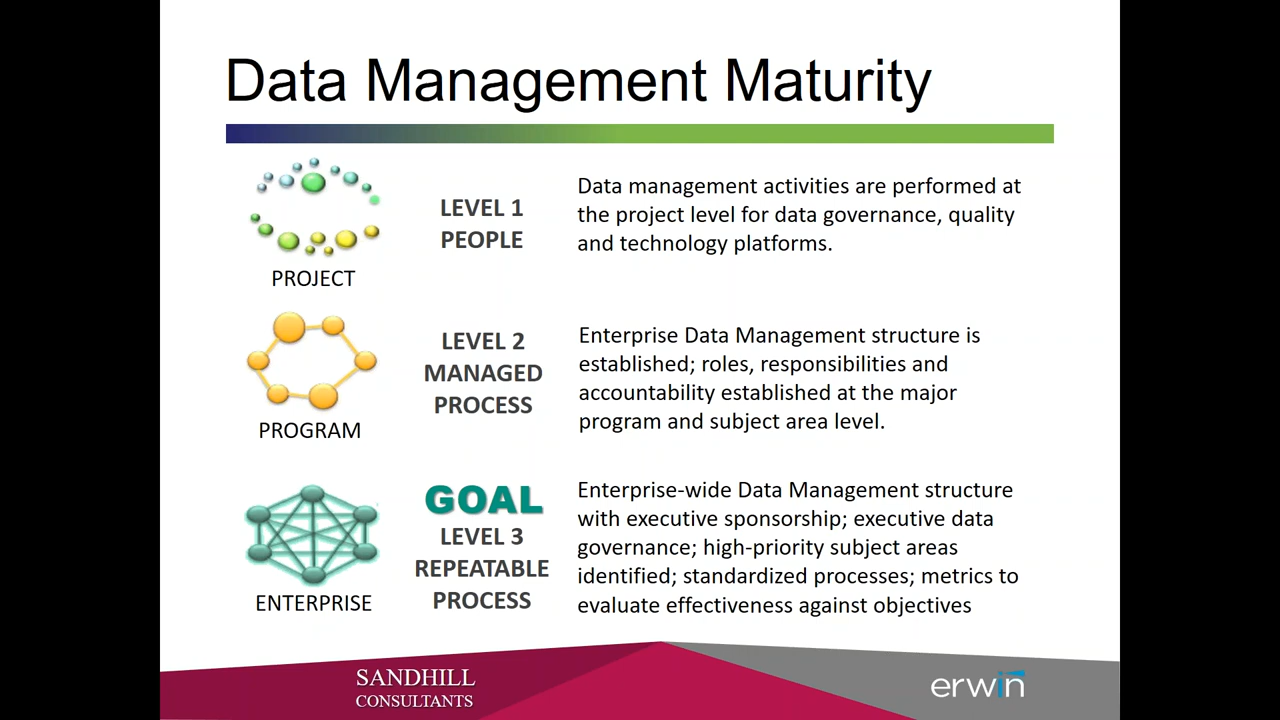 Data Management Maturity
PROJECT
LEVEL 1
PEOPLE
Data management activities are performed at
the project level for data governance, quality
and technology platforms.
PROGRAM
LEVEL 2
MANAGED
PROCESS
Enterprise Data Management structure is
established; roles, responsibilities and
accountability established at the major
program and subject area level.
ENTERPRISE
GOAL
LEVEL 3
REPEATABLE
PROCESS
Enterprise-wide Data Management structure
with executive sponsorship; executive data
governance; high-priority subject areas
identified; standardized processes; metrics to
evaluate effectiveness against objectives
SANDHILL
CONSULTANTS
erwin